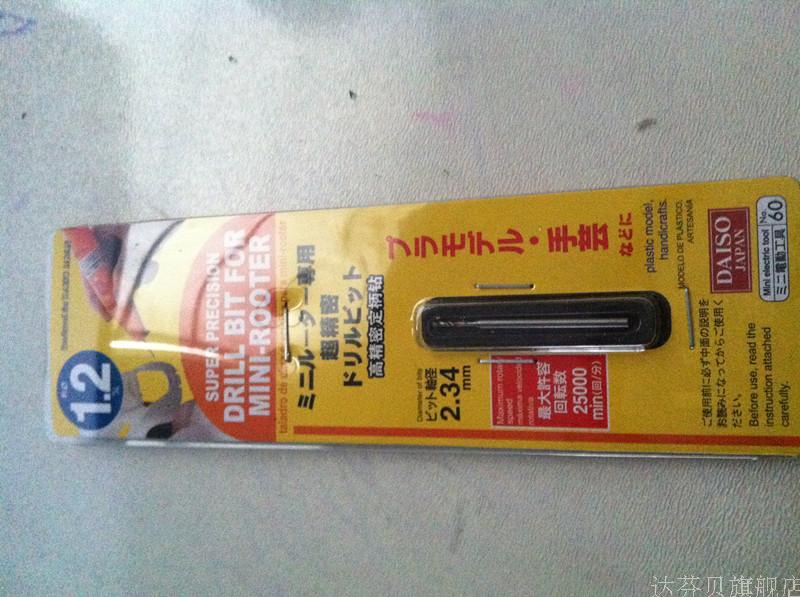 1.2
SUPER PRECISION
DRILL BIT FOR
MINI-ROOTER
ミニルーター専用
超精密
ドリルビット
高精密定柄钻
プラモデル・手芸などに
plastic model,
handicrafts.
MODELO DE PLÁSTICO,
ARTESANÍA
Diameter of bits
ビット軸径
2.34 mm
最大許容
回転数
25000
min(回/分)
DAISO
JAPAN
Mini electric tool No.
ミニ電動工具 60
ご使用前に必ず中面の説明を
お読みになってからご使用く
ださい。
Before use, read the
instruction attached
carefully.
达芬贝旗舰店